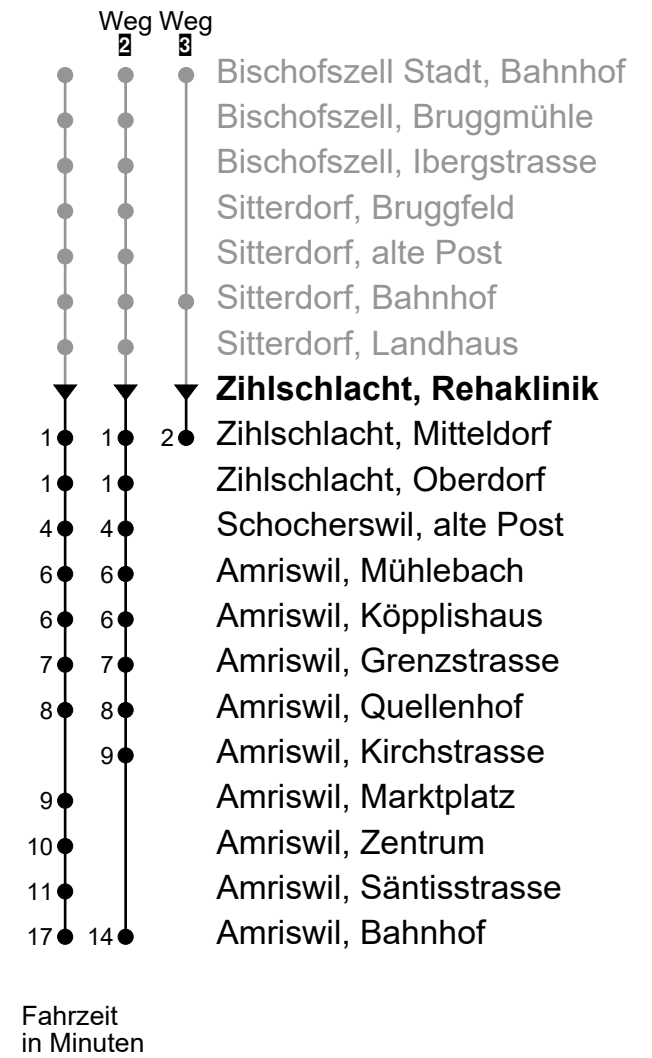 Weg Weg
2 3
Bischofszell Stadt, Bahnhof
Bischofszell, Bruggmühle
Bischofszell, Ibergstrasse
Sitterdorf, Bruggfeld
Sitterdorf, alte Post
Sitterdorf, Bahnhof
Sitterdorf, Landhaus
Zihlschlacht, Rehaklinik
1 1 2 Zihlschlacht, Mitteldorf
1 1 Zihlschlacht, Oberdorf
4 4 Schocherswil, alte Post
6 6 Amriswil, Mühlebach
6 6 Amriswil, Köpplishaus
7 7 Amriswil, Grenzstrasse
8 8 Amriswil, Quellenhof
9 Amriswil, Kirchstrasse
9 Amriswil, Marktplatz
10 Amriswil, Zentrum
11 Amriswil, Säntisstrasse
17 14 Amriswil, Bahnhof
Fahrzeit
in Minuten